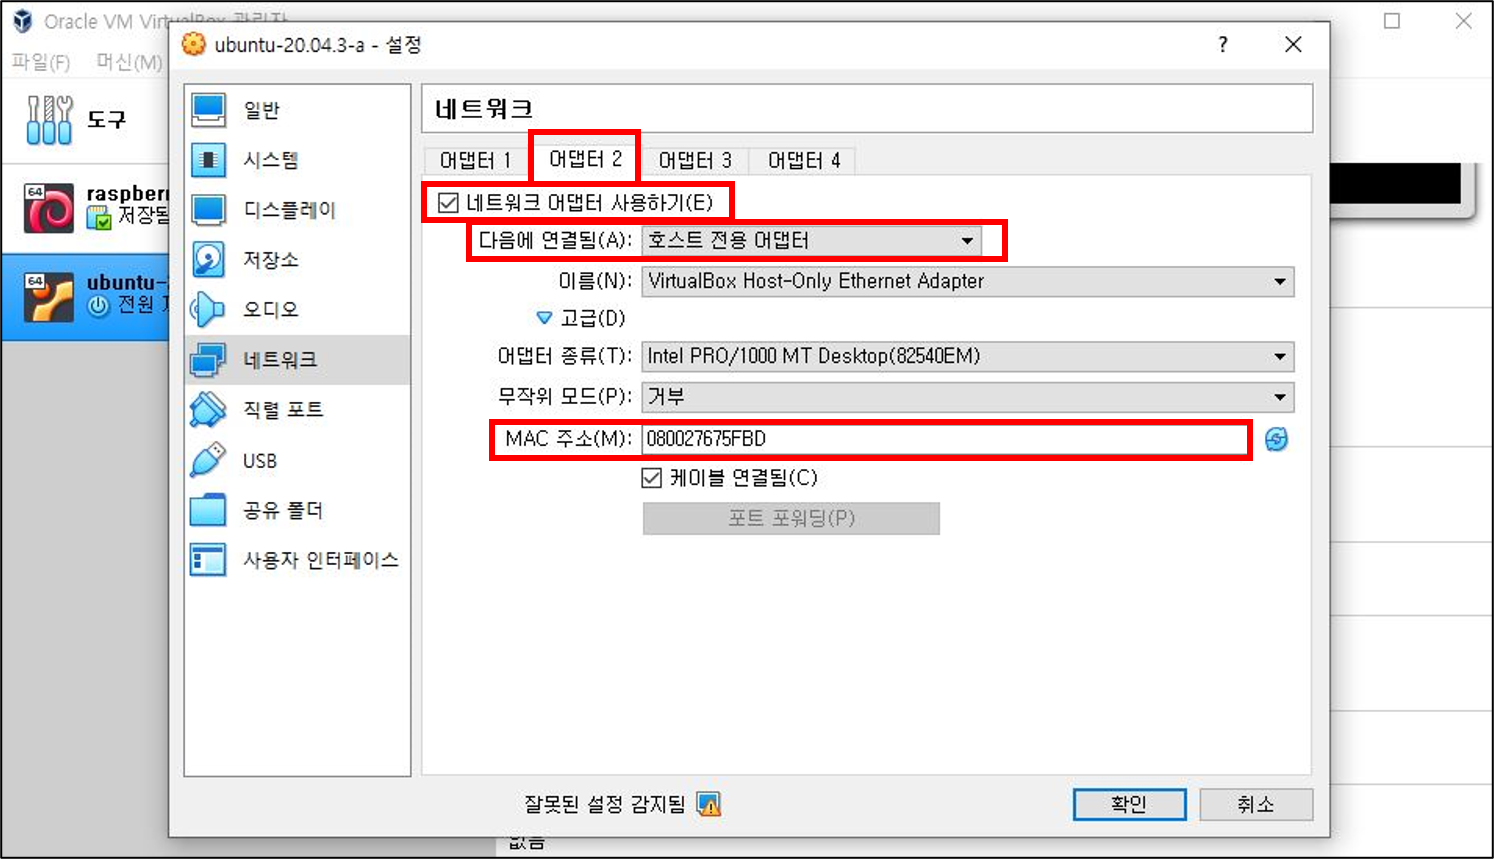 Oracle VM VirtualBox 관리자
파일(F) 머신(M)
도구
64
저장됨
64
전원
ubuntu-20.04.3-a - 설정
?
일반
시스템
디스플레이
저장소
오디오
네트워크
직렬 포트
USB
공유 폴더
사용자 인터페이스
네트워크
어댑터 1 어댑터 2 어댑터 3 어댑터 4
네트워크 어댑터 사용하기(E)
다음에 연결됨(A): 호스트 전용 어댑터
이름(N): VirtualBox Host-Only Ethernet Adapter
고급(D)
어댑터 종류(T): Intel PRO/1000 MT Desktop(82540EM)
무작위 모드(P): 거부
MAC 주소(M): 080027675FBD
케이블 연결됨(C)
포트 포워딩(P)
잘못된 설정 감지됨
확인 취소
없음